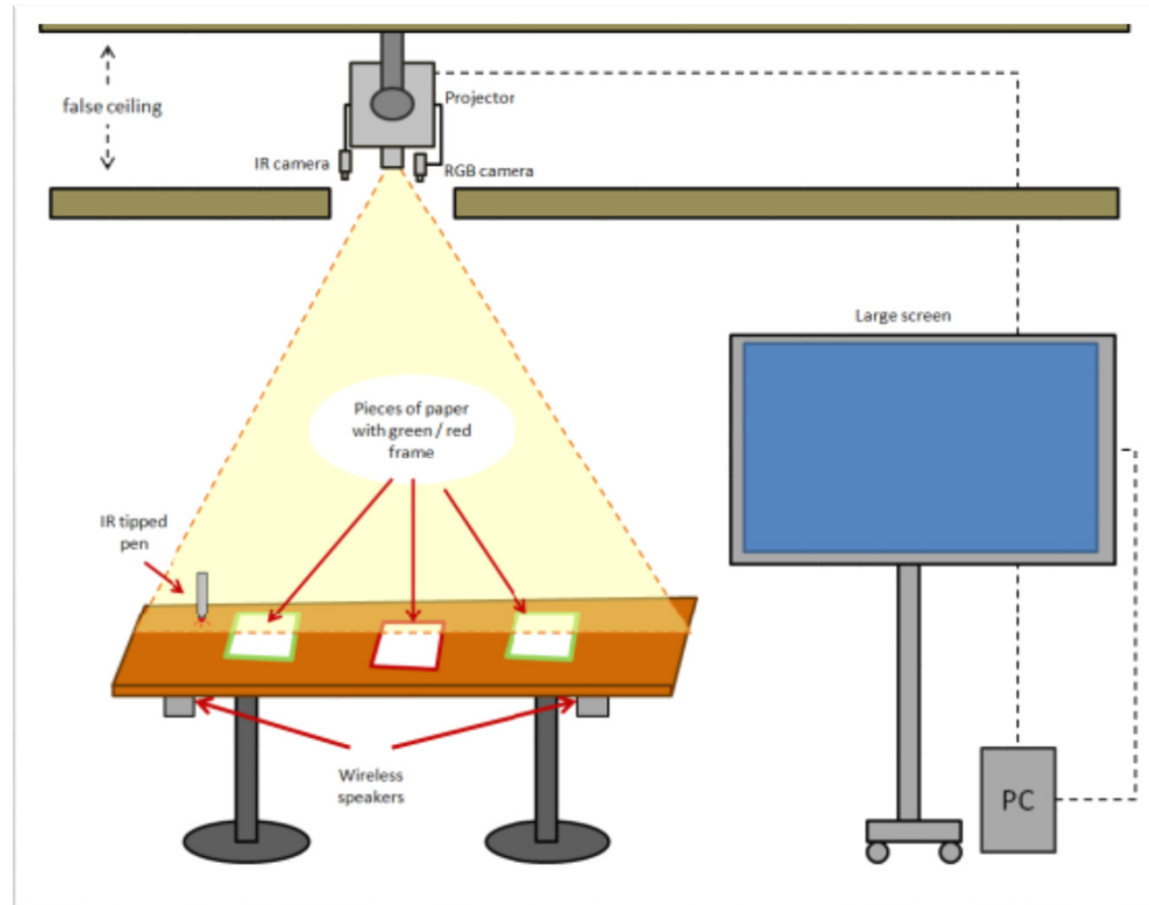 Projector
false ceiling
IR camera
RGB camera
Large screen
Pieces of paper
with green / red
frame
IR tipped
pen
Wireless
speakers
PC